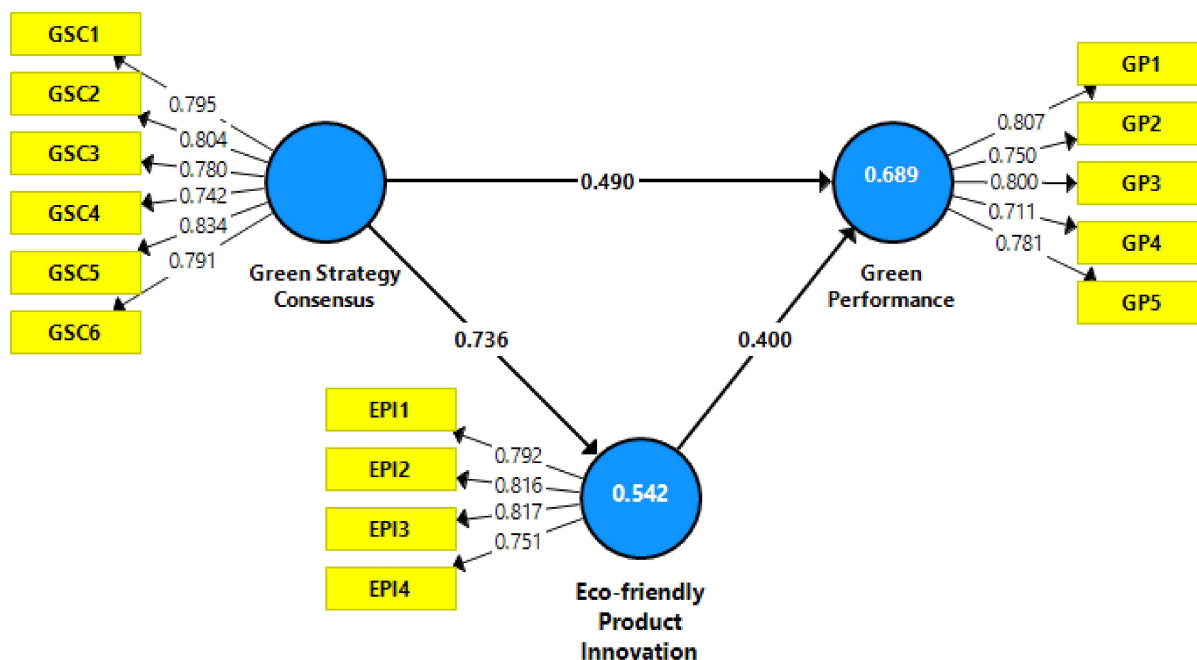 GSC1
GSC2
GSC3
GSC4
GSC5
GSC6
0.795
0.804
0.780
0.742
0.834
0.791
Green Strategy
Consensus
0.490
0.736
0.400
0.689
Green
Performance
0.807
0.750
0.800
0.711
0.781
GP1
GP2
GP3
GP4
GP5
EPI1
EPI2
EPI3
EPI4
0.792
0.816
0.817
0.751
0.542
Eco-friendly
Product
Innovation